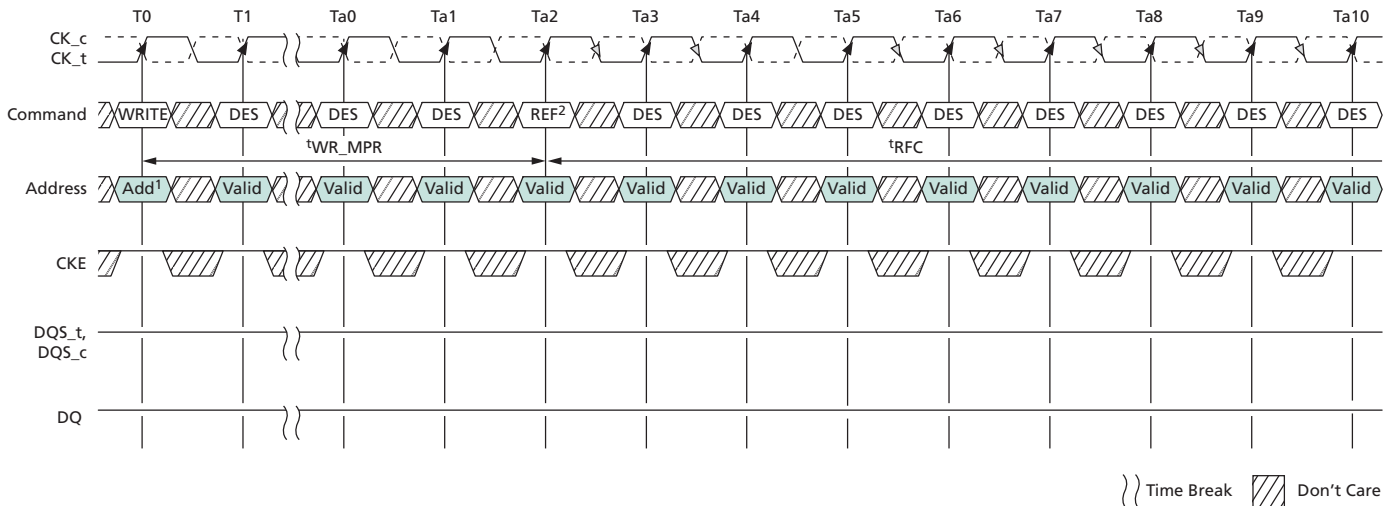 T0 T1 Ta0 Ta1 Ta2 Ta3 Ta4 Ta5 Ta6 Ta7 Ta8 Ta9 Ta10
CK_c
CK_t
Command WRITE DES DES DES REF² DES DES DES DES DES DES DES DES
ᵗWR_MPR ᵗRFC
Address Add¹ Valid Valid Valid Valid Valid Valid Valid Valid Valid Valid Valid Valid
CKE
DQS_t,
DQS_c
DQ
Time Break Don't Care